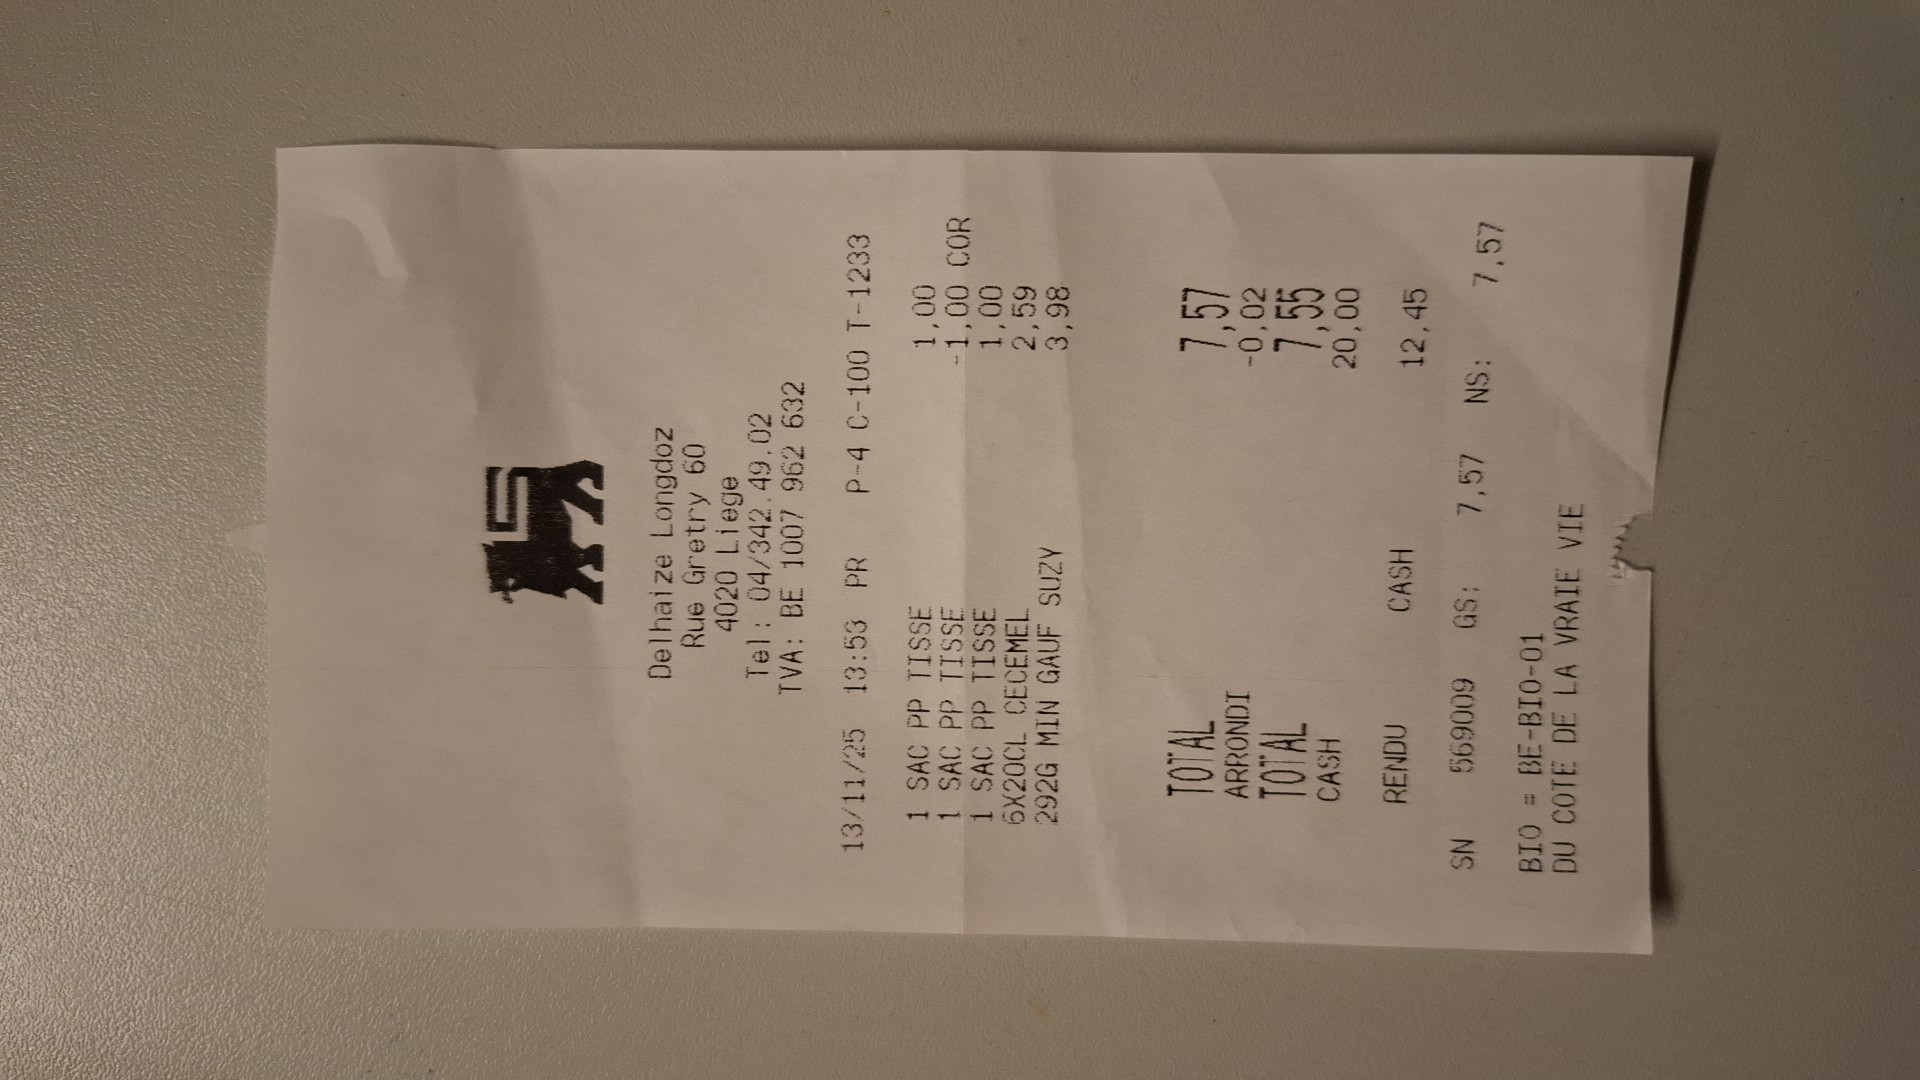 Delhaize Longdoz
Rue Gretry 60
4020 Liege
Tel: 04/342.49.02
TVA: BE 1007 962 632
13/11/25 13:53 PR P-4 C-100 T-1233
1 SAC PP TISSE 1,00
1 SAC PP TISSE -1,00 COR
1 SAC PP TISSE 1,00
6X20CL CECEMEL 2,59
292G MIN GAUF SUZY 3,98
TOTAL 7,57
ARRONDI -0,02
TOTAL 7,55
CASH 20,00
RENDU CASH 12,45
SN 569009 GS: 7,57 NS: 7,57
BIO = BE-BIO-01
DU COTE DE LA VRAIE VIE